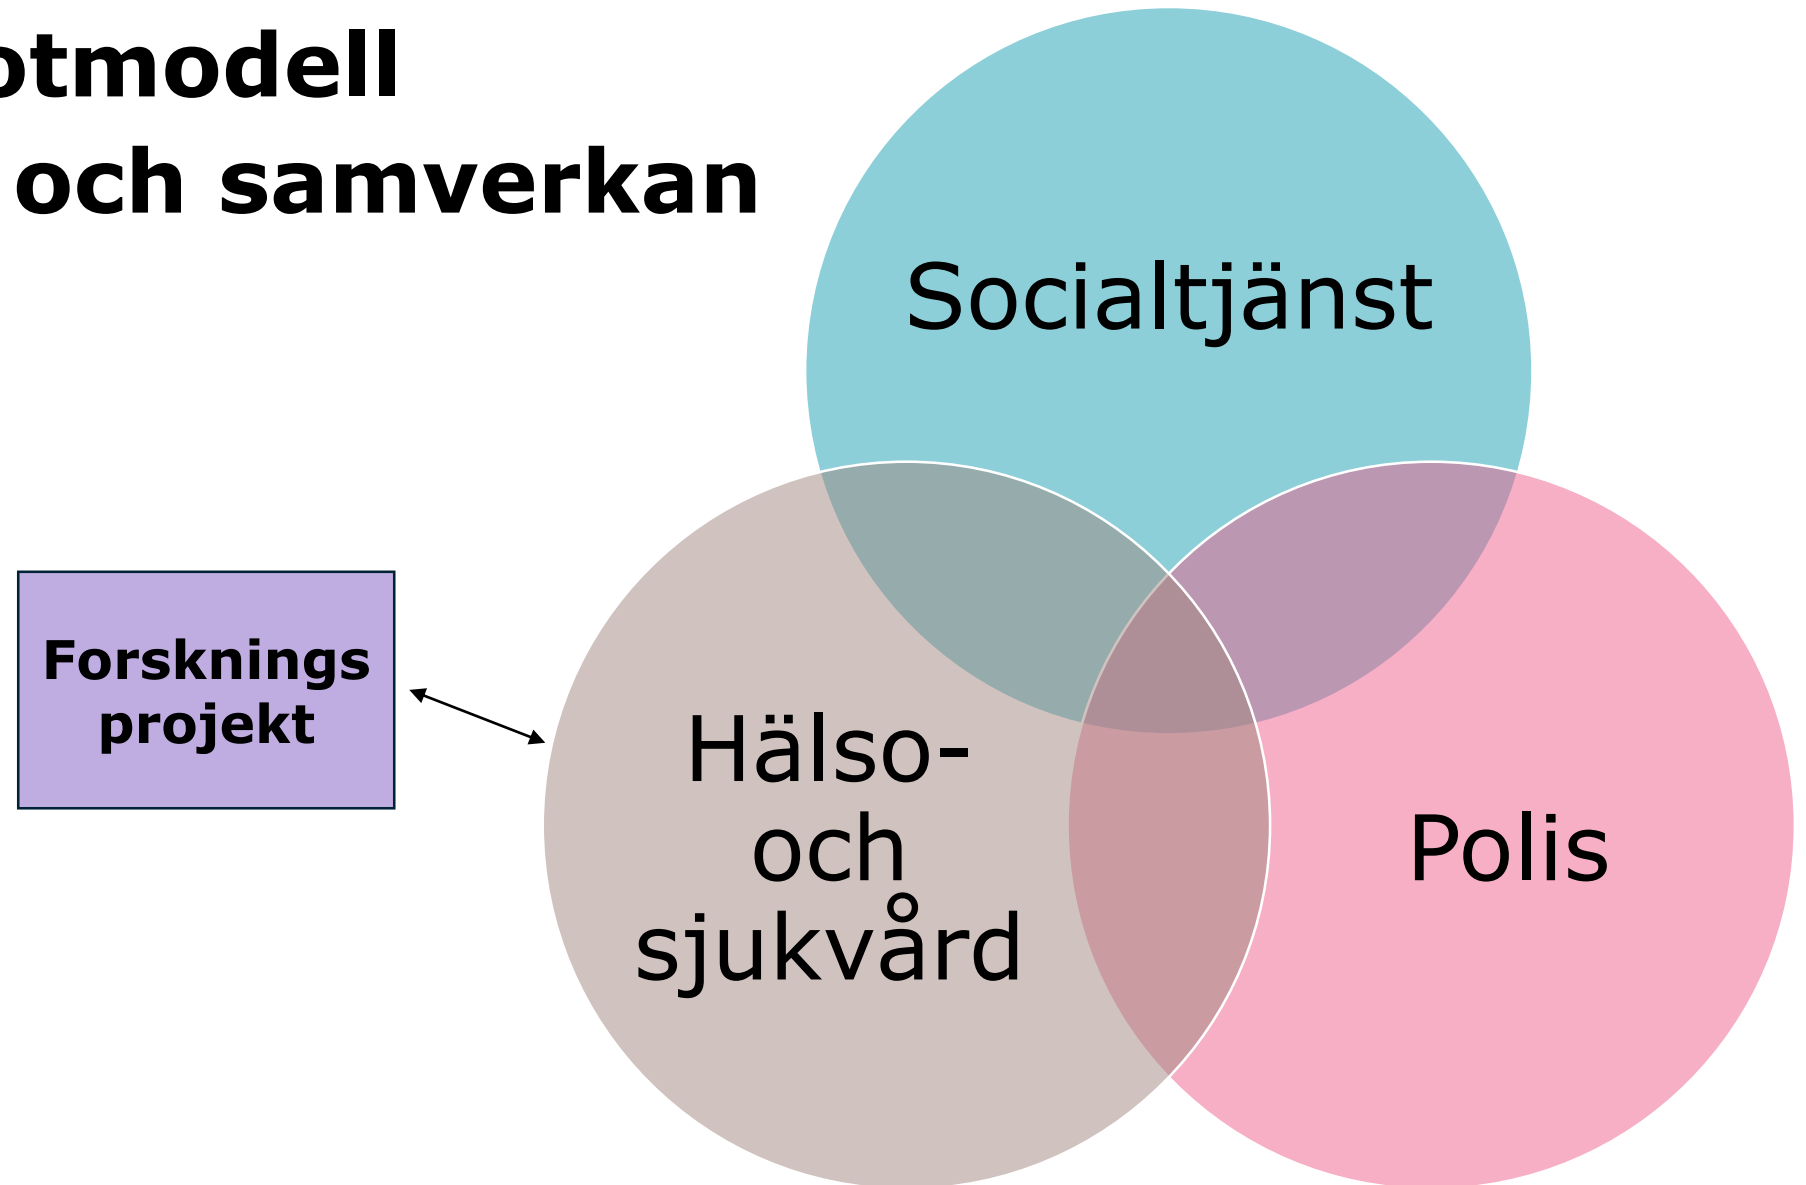 otmodell
och samverkan
Socialtjänst
Forsknings
projekt
Hälso-
och
sjukvård
Polis